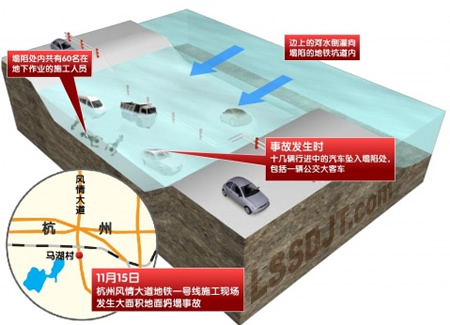 边上的河水倒灌向
塌陷的地铁坑道内
塌陷处内共有60名在
地下作业的施工人员
事故发生时
十几辆行进中的汽车坠入塌陷处,
包括一辆公交大客车
风情大道
杭州
马湖村
11月15日
杭州风情大道地铁一号线施工现场
发生大面积地面坍塌事故
LSSDJT.com